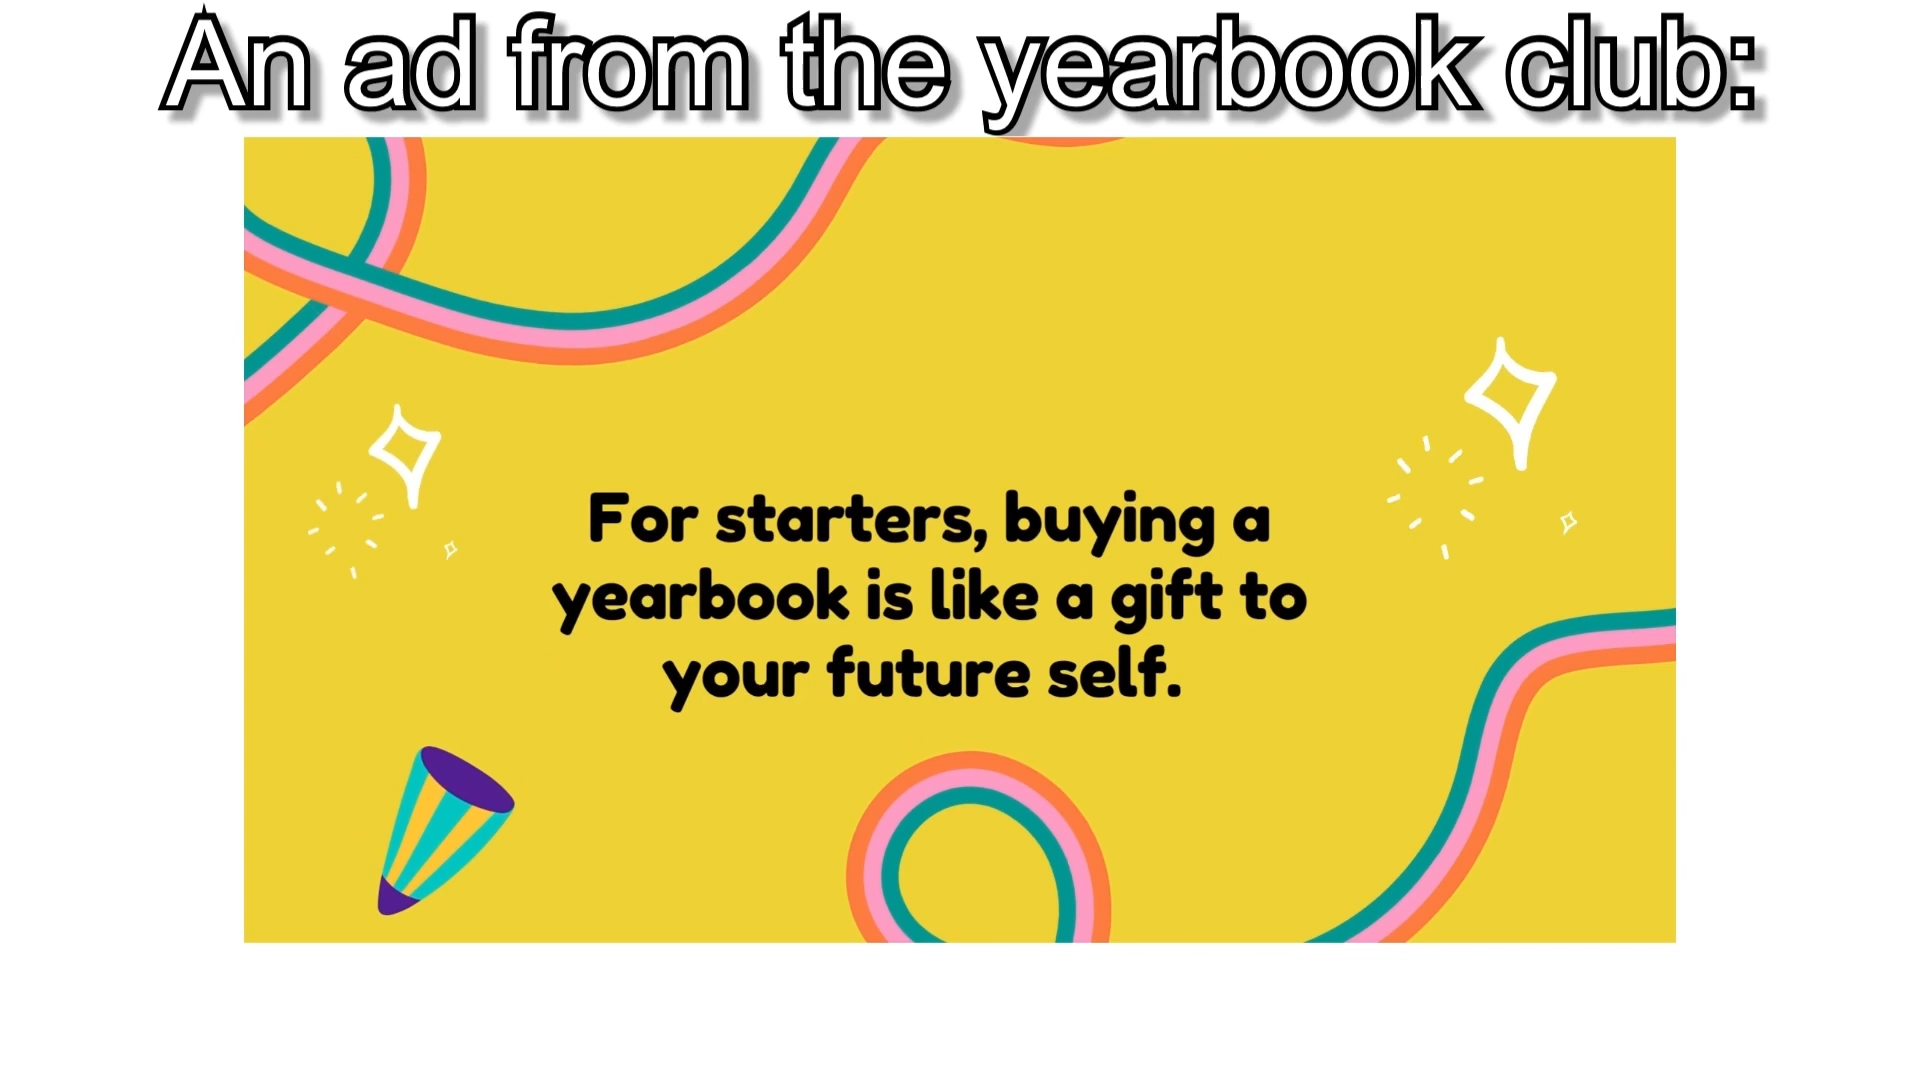 An ad from the yearbook club:
For starters, buying a
yearbook is like a gift to
your future self.